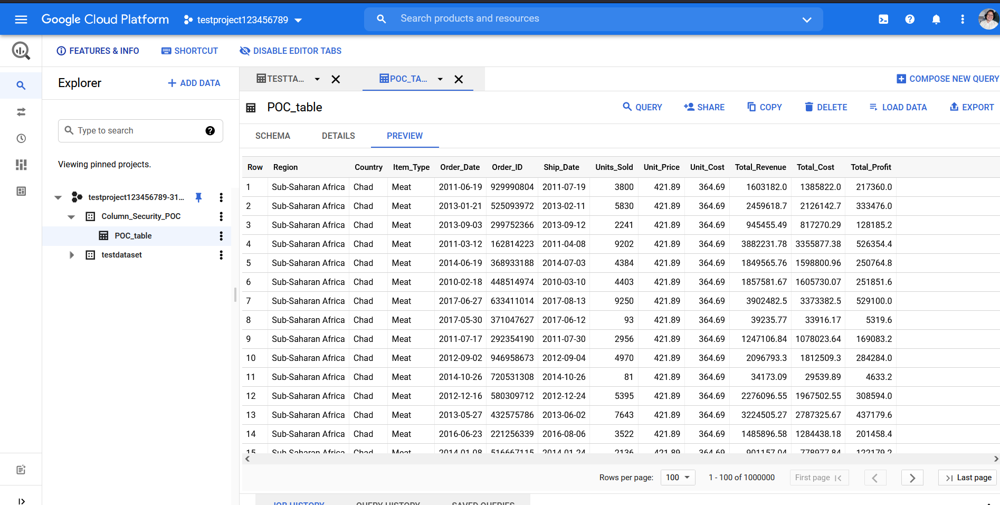 Google Cloud Platform testproject123456789 Search products and resources
FEATURES & INFO SHORTCUT DISABLE EDITOR TABS
Explorer + ADD DATA
Type to search
Viewing pinned projects.
testproject123456789-31...
Column_Security_POC
POC_table
testdataset
TESTTA... POC_TA... COMPOSE NEW QUERY
POC_table QUERY SHARE COPY DELETE LOAD DATA EXPORT
SCHEMA DETAILS PREVIEW
Row Region Country Item_Type Order_Date Order_ID Ship_Date Units_Sold Unit_Price Unit_Cost Total_Revenue Total_Cost Total_Profit
1 Sub-Saharan Africa Chad Meat 2011-06-19 929990804 2011-07-19 3800 421.89 364.69 1603182.0 1385822.0 217360.0
2 Sub-Saharan Africa Chad Meat 2013-01-21 525093972 2013-02-11 5830 421.89 364.69 2459618.7 2126142.7 333476.0
3 Sub-Saharan Africa Chad Meat 2013-09-03 299752366 2013-09-12 2241 421.89 364.69 945455.49 817270.29 128185.2
4 Sub-Saharan Africa Chad Meat 2011-03-12 162814223 2011-04-08 9202 421.89 364.69 3882231.78 3355877.38 526354.4
5 Sub-Saharan Africa Chad Meat 2014-06-19 368933188 2014-07-03 4384 421.89 364.69 1849565.76 1598800.96 250764.8
6 Sub-Saharan Africa Chad Meat 2010-02-18 448514974 2010-03-10 4403 421.89 364.69 1857581.67 1605730.07 251851.6
7 Sub-Saharan Africa Chad Meat 2017-06-27 633411014 2017-08-13 9250 421.89 364.69 3902482.5 3373382.5 529100.0
8 Sub-Saharan Africa Chad Meat 2017-05-30 371047627 2017-06-12 93 421.89 364.69 39235.77 33916.17 5319.6
9 Sub-Saharan Africa Chad Meat 2011-07-17 292354190 2011-07-30 2956 421.89 364.69 1247106.84 1078023.64 169083.2
10 Sub-Saharan Africa Chad Meat 2012-09-02 946958673 2012-09-04 4970 421.89 364.69 2096793.3 1812509.3 284284.0
11 Sub-Saharan Africa Chad Meat 2014-10-26 720531308 2014-10-26 81 421.89 364.69 34173.09 29539.89 4633.2
12 Sub-Saharan Africa Chad Meat 2012-12-16 580309712 2012-12-24 5395 421.89 364.69 2276096.55 1967502.55 308594.0
13 Sub-Saharan Africa Chad Meat 2013-05-27 432575786 2013-06-02 7643 421.89 364.69 3224505.27 2787325.67 437179.6
14 Sub-Saharan Africa Chad Meat 2016-06-23 221256339 2016-08-06 3522 421.89 364.69 1485896.58 1284438.18 201458.4
15 Sub-Saharan Africa Chad Meat 2014-01-08 516667115 2014-01-24 2136 421.89 364.69 901157.04 778977.84 122179.2
Rows per page: 100 1 - 100 of 1000000 First page Last page
JOB HISTORY QUERY HISTORY SAVED QUERIES